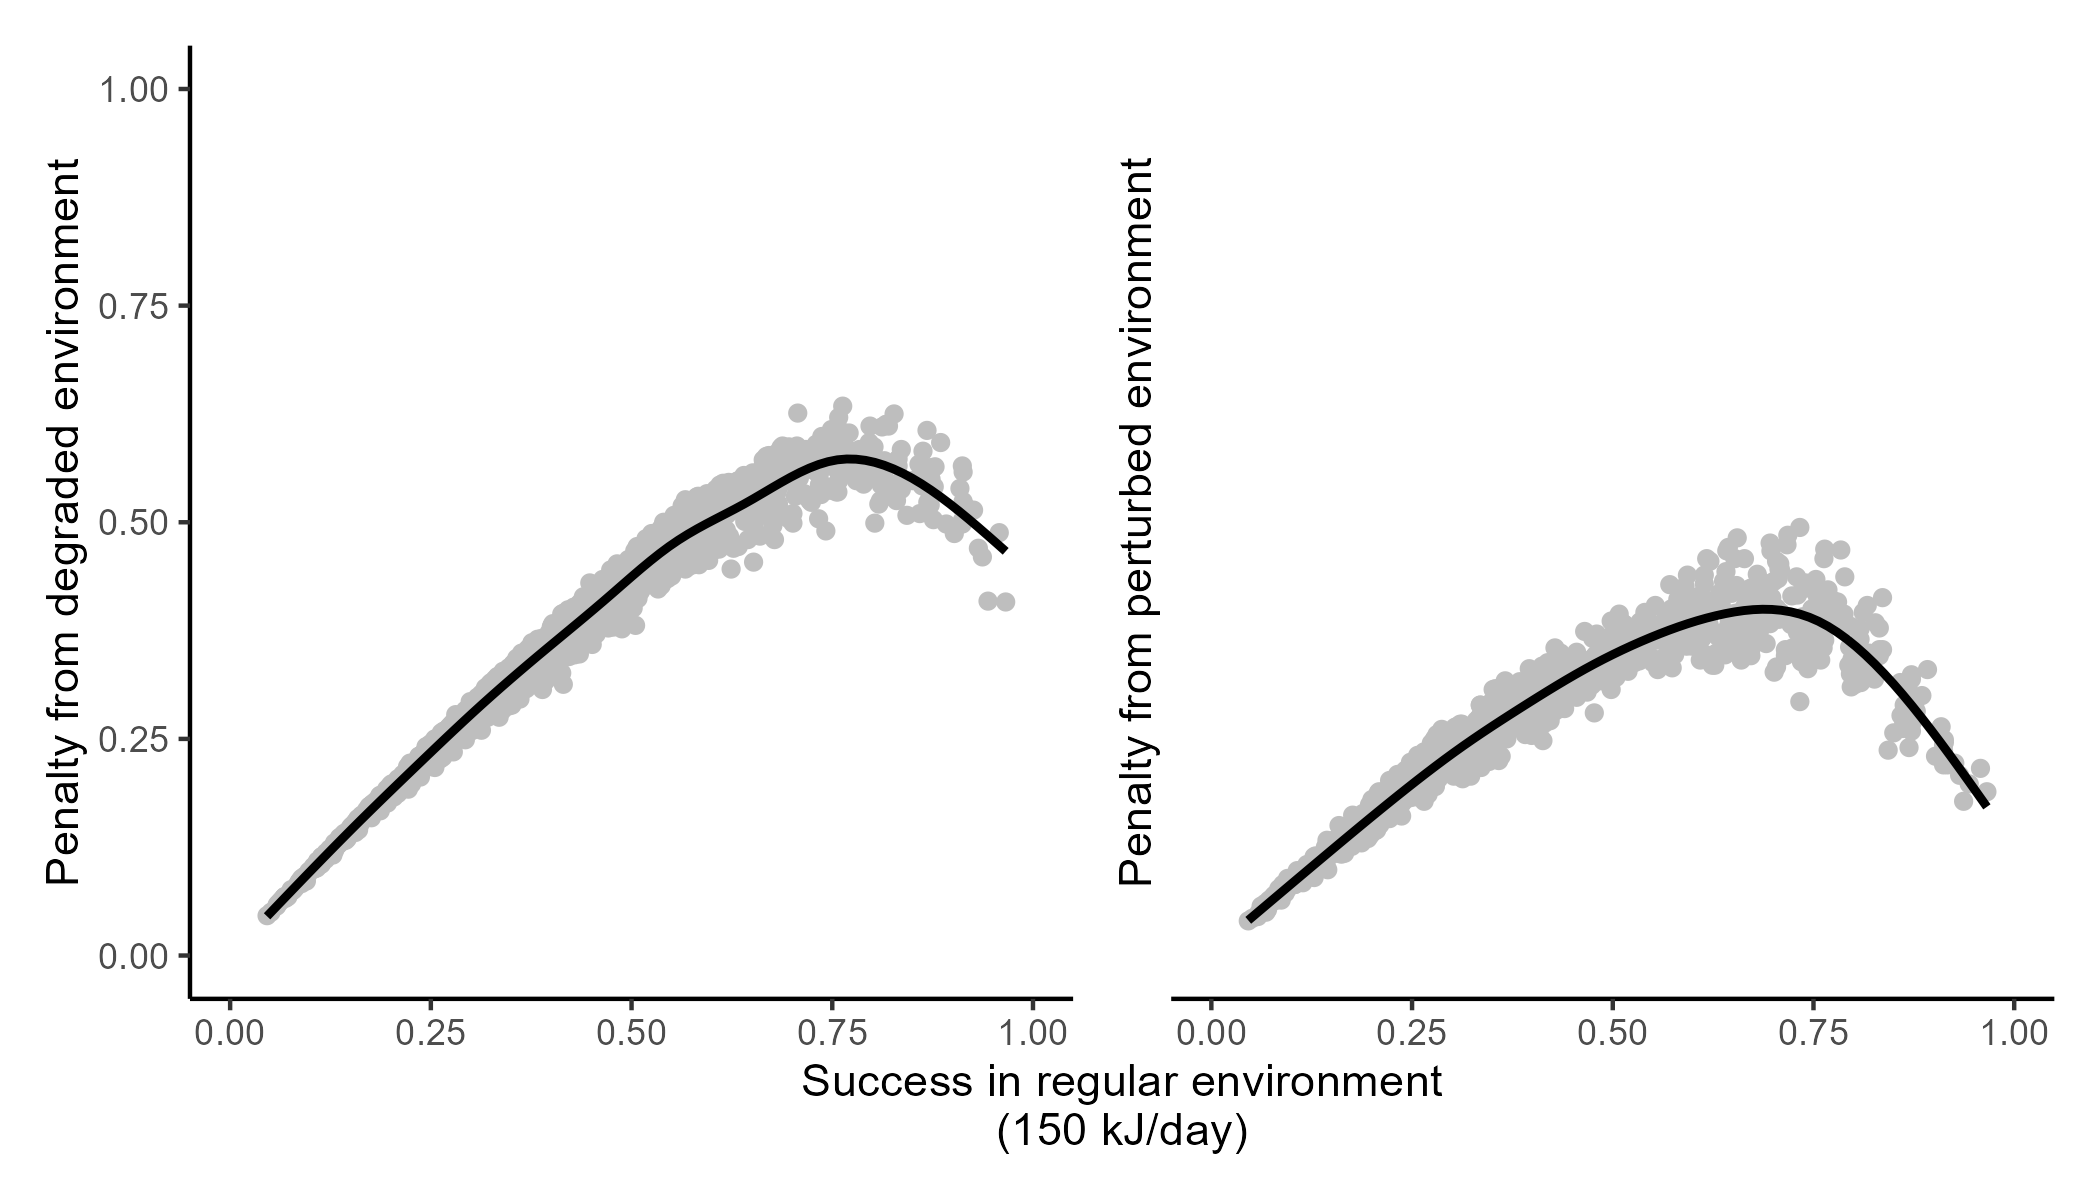 Penalty from degraded environment
1.00
0.75
0.50
0.25
0.00
0.00 0.25 0.50 0.75 1.00
Penalty from perturbed environment
0.00 0.25 0.50 0.75 1.00
Success in regular environment
(150 kJ/day)